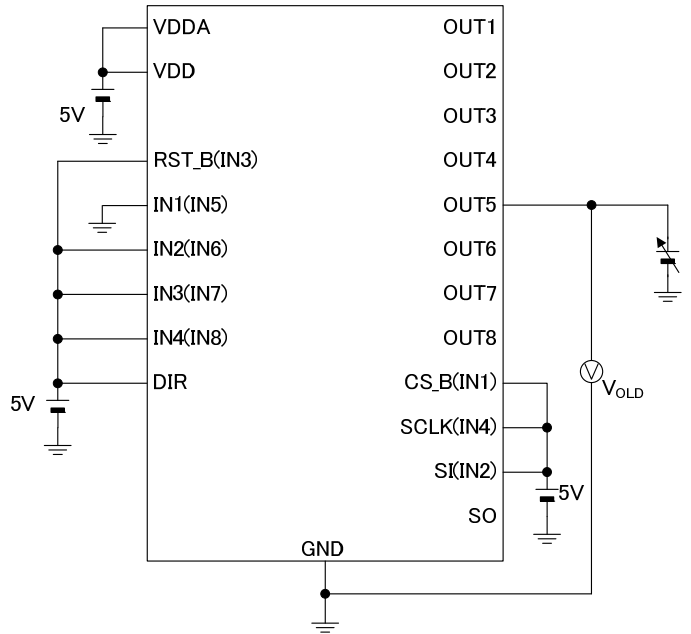 VDDA
OUT1
VDD
OUT2
5V
OUT3
RST_B(IN3)
OUT4
IN1(IN5)
OUT5
IN2(IN6)
OUT6
IN3(IN7)
OUT7
IN4(IN8)
OUT8
DIR
CS_B(IN1)
5V
VOLD
SCLK(IN4)
SI(IN2)
5V
SO
GND
V